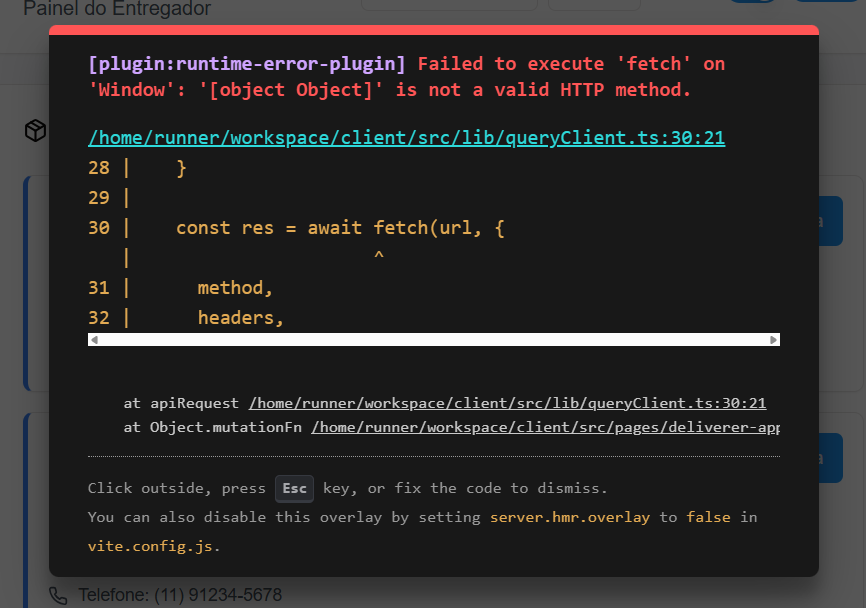 Painel do Entregador
[plugin:runtime-error-plugin] Failed to execute 'fetch' on
'Window': '[object Object]' is not a valid HTTP method.
/home/runner/workspace/client/src/lib/queryClient.ts:30:21
28 |    }
29 |
30 |    const res = await fetch(url, {
   |                      ^
31 |      method,
32 |      headers,
at apiRequest /home/runner/workspace/client/src/lib/queryClient.ts:30:21
at Object.mutationFn /home/runner/workspace/client/src/pages/deliverer-app
Click outside, press Esc key, or fix the code to dismiss.
You can also disable this overlay by setting server.hmr.overlay to false in
vite.config.js.
Telefone: (11) 91234-5678